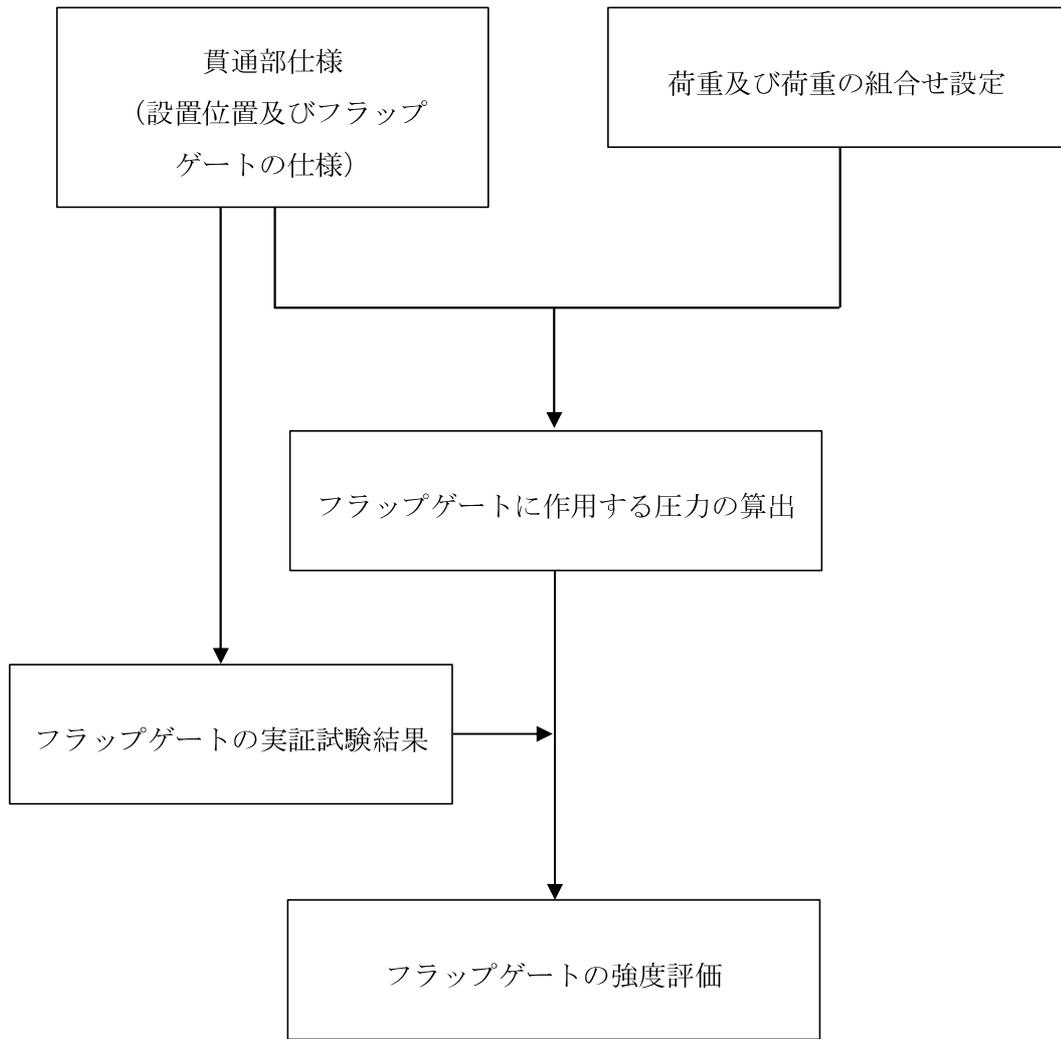 貫通部仕様
（設置位置及びフラップ
ゲートの仕様）
荷重及び荷重の組合せ設定
フラップゲートに作用する圧力の算出
フラップゲートの実証試験結果
フラップゲートの強度評価